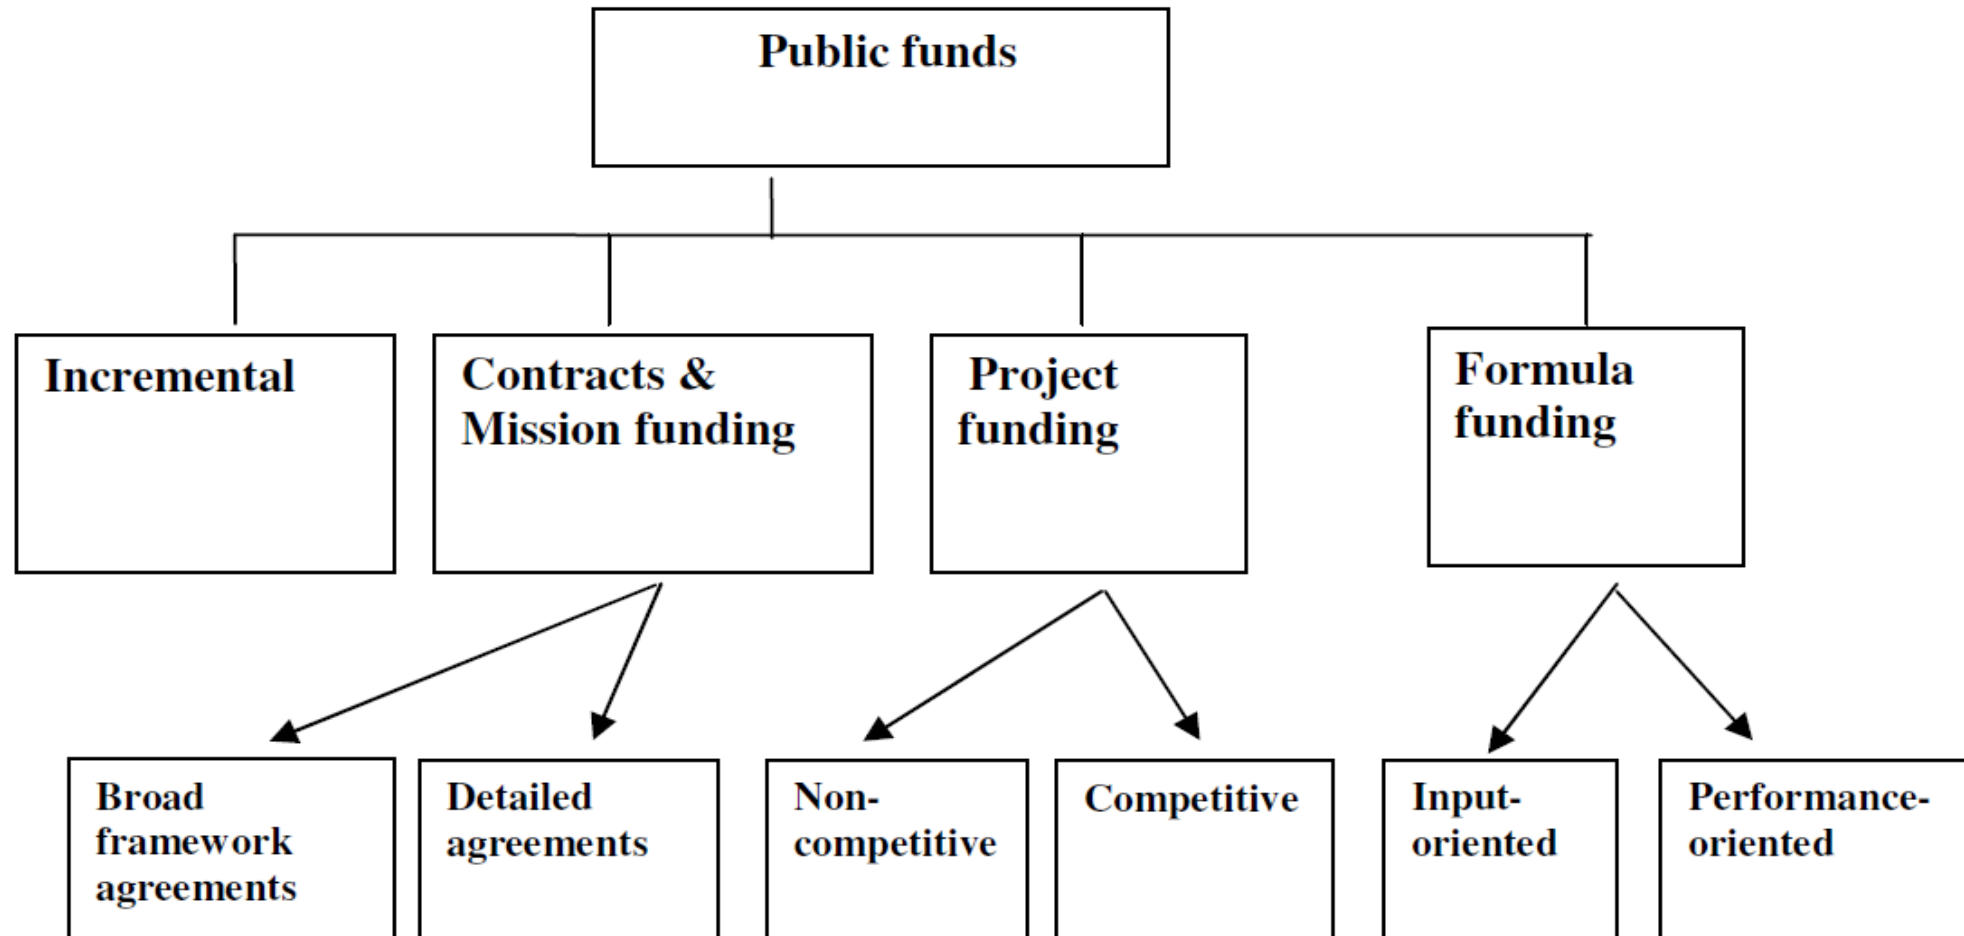 Public funds
Incremental
Contracts &
Mission funding
Project
funding
Formula
funding
Broad
framework
agreements
Detailed
agreements
Non-
competitive
Competitive
Input-
oriented
Performance-
oriented